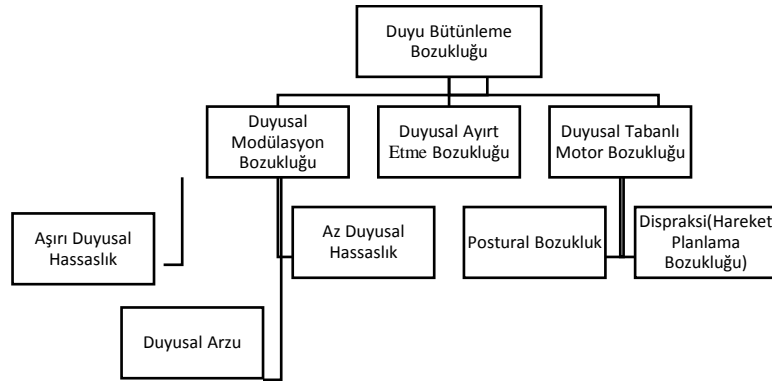 Duyu Bütünleme
Bozukluğu
Duyusal
Modülasyon
Bozukluğu
Duyusal Ayırt
Etme Bozukluğu
Duyusal Tabanlı
Motor Bozukluğu
Aşırı Duyusal
Hassaslık
Az Duyusal
Hassaslık
Postural Bozukluk
Dispraksi(Hareket
Planlama
Bozukluğu)
Duyusal Arzu